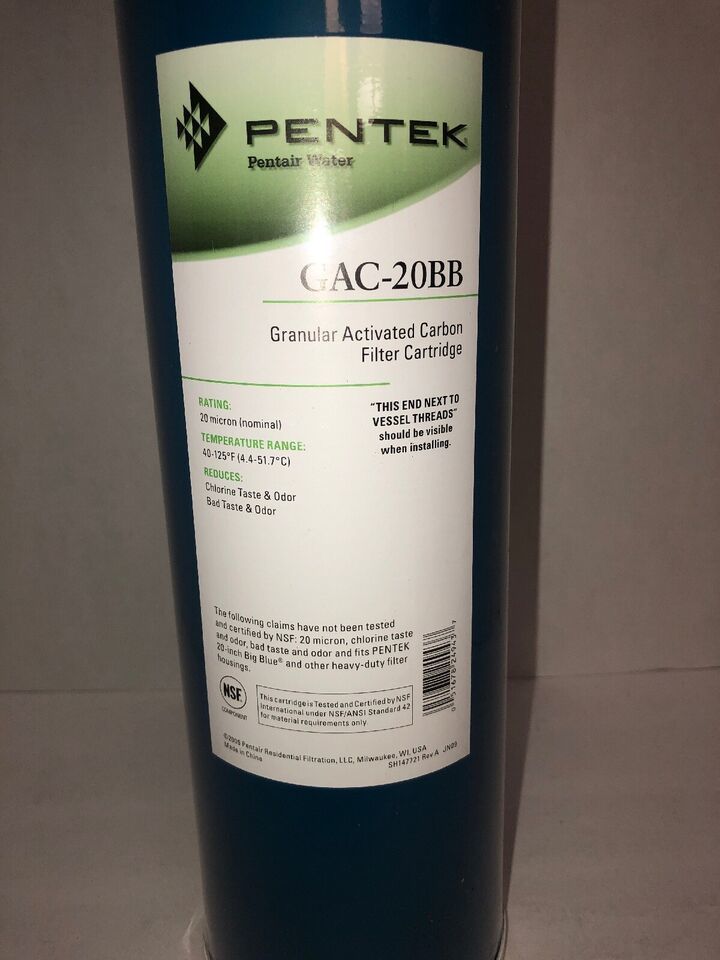 PENTEK
Pentair Water
GAC-20BB
Granular Activated Carbon
Filter Cartridge
RATING:
20 micron (nominal)
TEMPERATURE RANGE:
40-125°F (4.4-51.7°C)
REDUCES:
Chlorine Taste & Odor
Bad Taste & Odor
"THIS END NEXT TO
VESSEL THREADS"
should be visible
when installing.
The following claims have not been tested
and certified by NSF: 20 micron, chlorine taste
and odor, bad taste and odor and fits PENTEK
20-inch Big Blue® and other heavy-duty filter
housings.
NSF
COMPONENT
This cartridge is Tested and Certified by NSF
International under NSF/ANSI Standard 42
for material requirements only.
Pentair Residential Filtration, LLC, Milwaukee, WI, USA
Made in China
SH147721 Rev A JN09